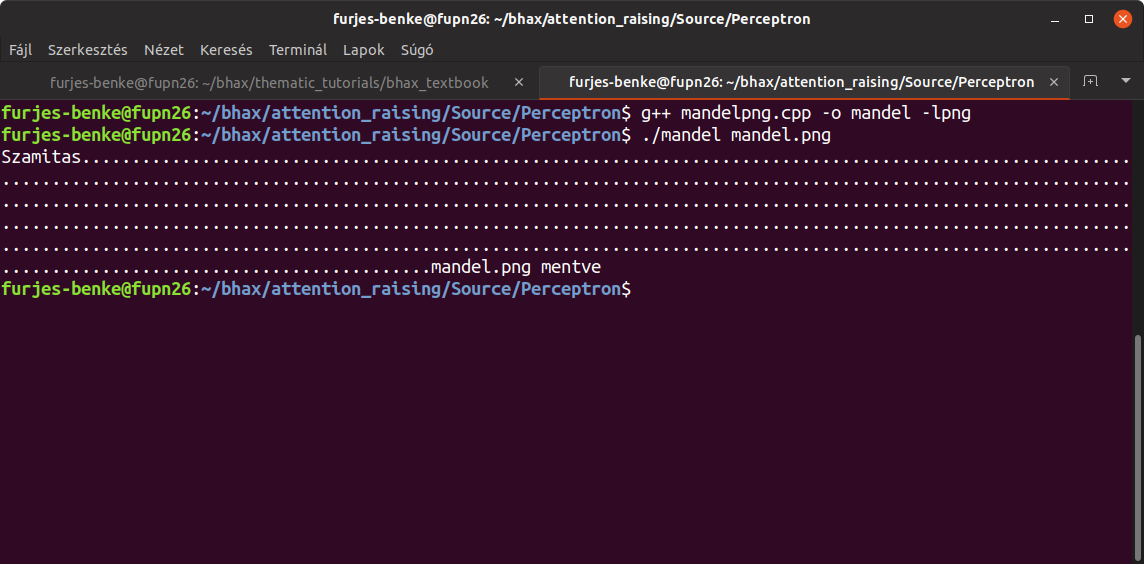 furjes-benke@fupn26: ~/bhax/attention_raising/Source/Perceptron
Fájl Szerkesztés Nézet Keresés Terminál Lapok Súgó
furjes-benke@fupn26: ~/bhax/thematic_tutorials/bhax_textbook × furjes-benke@fupn26: ~/bhax/attention_raising/Source/Perceptron ×
furjes-benke@fupn26:~/bhax/attention_raising/Source/Perceptron$ g++ mandelpng.cpp -o mandel -lpng
furjes-benke@fupn26:~/bhax/attention_raising/Source/Perceptron$ ./mandel mandel.png
Szamitas.........................................................................................................
.................................................................................................................
.................................................................................................................
.................................................................................................................
.................................................................................................................
...........................................mandel.png mentve
furjes-benke@fupn26:~/bhax/attention_raising/Source/Perceptron$